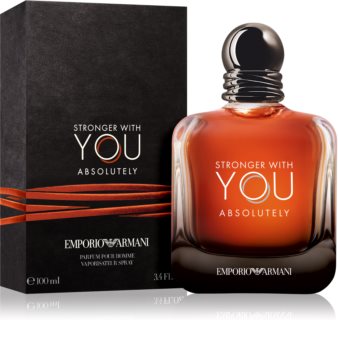 STRONGER WITH
YOU
ABSOLUTELY
EMPORIO ARMANI
PARFUM POUR HOMME
VAPORISATEUR SPRAY
℮ 100 ml
3.4 FL
STRONGER WITH
YOU
ABSOLUTELY
EMPORIO ARMANI